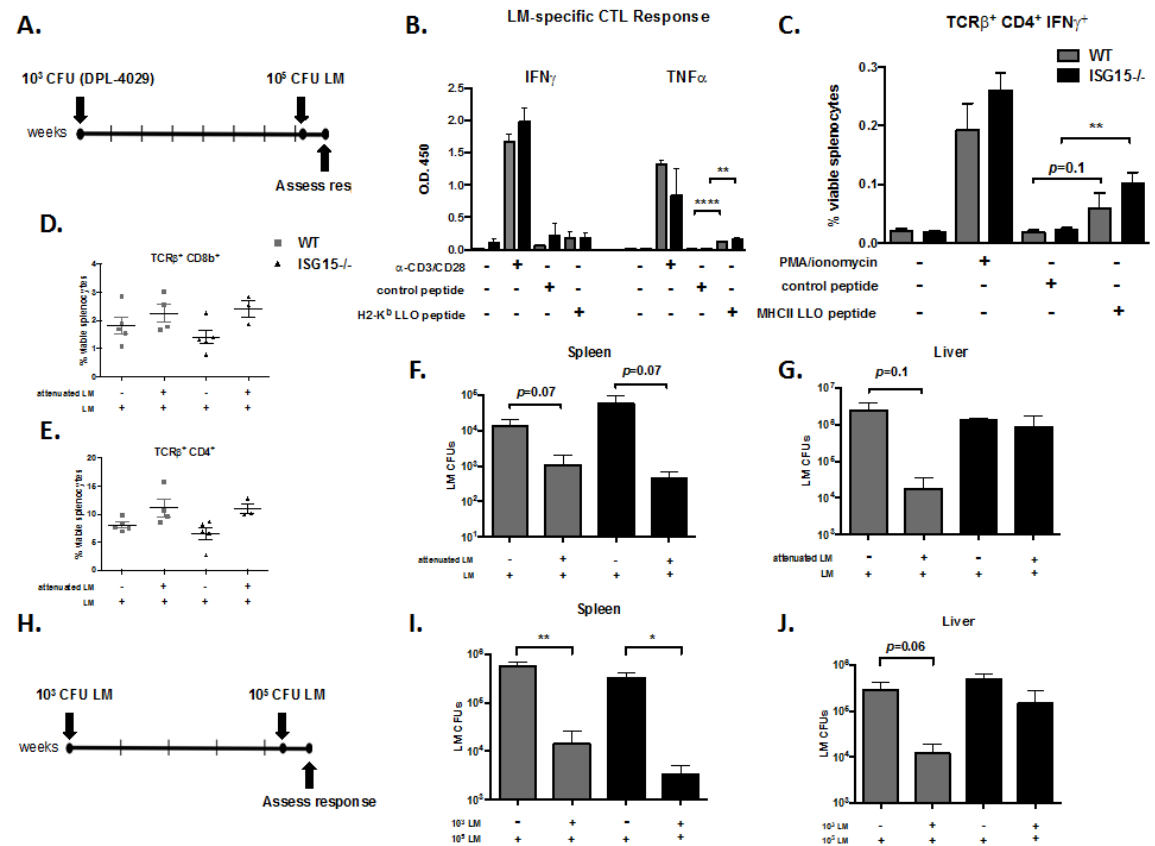 A.
10³ CFU (DPL-4029)
10⁵ CFU LM
weeks
Assess resp
B.
LM-specific CTL Response
IFNγ
TNFα
O.D. 450
2.5
2.0
1.5
1.0
0.5
0.0
**
****
α-CD3/CD28 - + - - - + - -
control peptide - - + - - - + -
H2-Kᵇ LLO peptide - - - + - - - +
C.
TCRβ⁺ CD4⁺ IFNγ⁺
WT
ISG15-/-
% viable splenocytes
0.3
0.2
0.1
0.0
**
p=0.1
PMA/ionomycin - + - -
control peptide - - + -
MHCII LLO peptide - - - +
D.
WT
ISG15-/-
TCRβ⁺ CD8b⁺
% viable splenocytes
4
3
2
1
0
attenuated LM - + - +
LM + + + +
E.
TCRβ⁺ CD4⁺
% viable splenocytes
20
15
10
5
0
attenuated LM - + - +
LM + + + +
F.
Spleen
p=0.07
p=0.07
LM CFUs
10⁵
10⁴
10³
10²
10¹
attenuated LM - + - +
LM + + + +
G.
Liver
p=0.1
LM CFUs
10⁷
10⁶
10⁵
10⁴
10³
attenuated LM - + - +
LM + + + +
H.
10³ CFU LM
10⁵ CFU LM
weeks
Assess response
I.
Spleen
**
*
LM CFUs
10⁶
10⁵
10⁴
10³
10³ LM - + - +
10⁵ LM + + + +
J.
Liver
p=0.06
LM CFUs
10⁴
10³
10³ LM - + - +
10⁵ LM + + + +